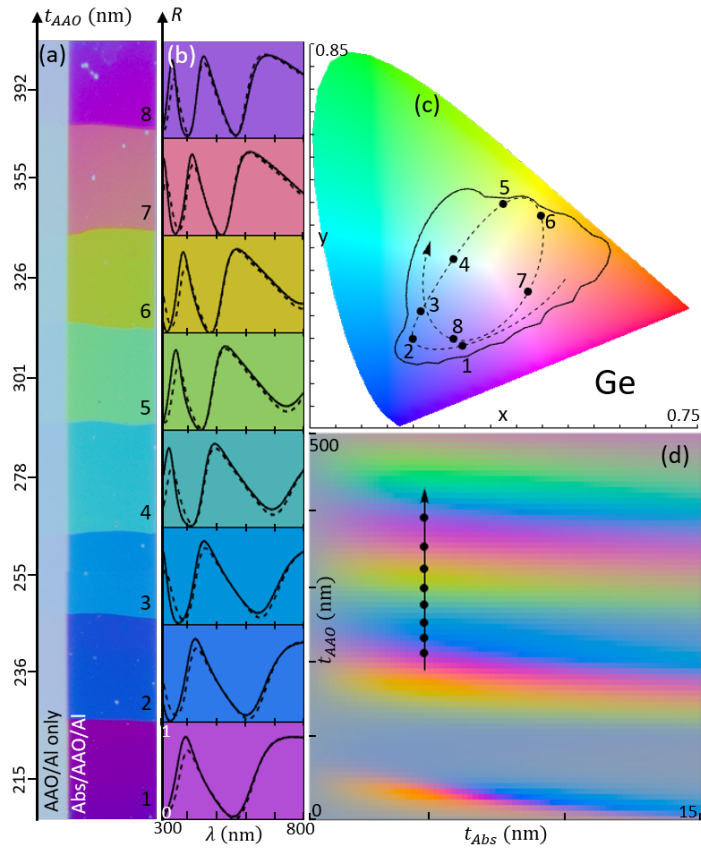 t_AAO (nm)
R
(a)
(b)
392
355
326
301
278
255
236
215
8
7
6
5
4
3
2
1
AAO/Al only
Abs/AAO/Al
1
0
300
λ (nm)
800
0.85
(c)
y
5
6
4
7
3
8
2
1
Ge
x
0.75
500
(d)
t_AAO (nm)
0
t_Abs (nm)
15